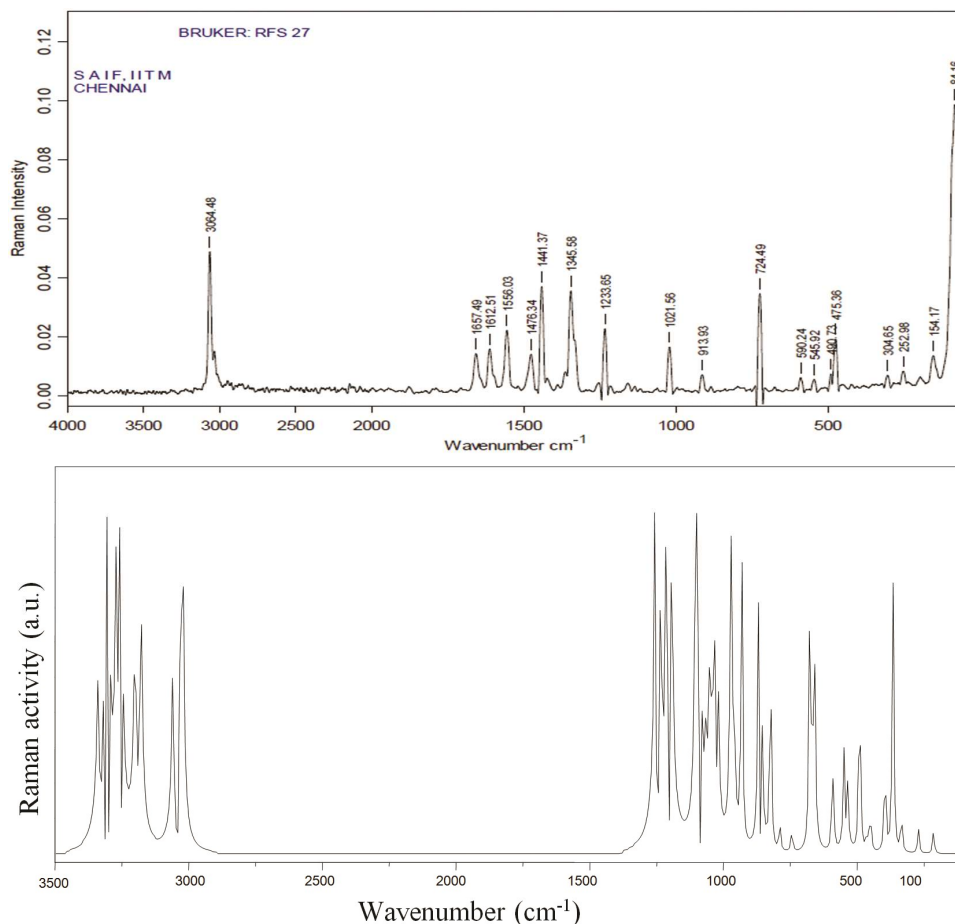 BRUKER: RFS 27
S A I F, I I T M
CHENNAI
Raman Intensity
0.12
0.10
0.08
0.06
0.04
0.02
0.00
3064.48
1657.49
1612.51
1556.03
1476.34
1441.37
1345.58
1233.65
1021.56
913.93
724.49
590.24
545.92
490.73
475.36
304.65
252.98
154.17
4000 3500 3000 2500 2000 1500 1000 500
Wavenumber cm-1
Raman activity (a.u.)
3500 3000 2500 2000 1500 1000 500 100
Wavenumber (cm-1)